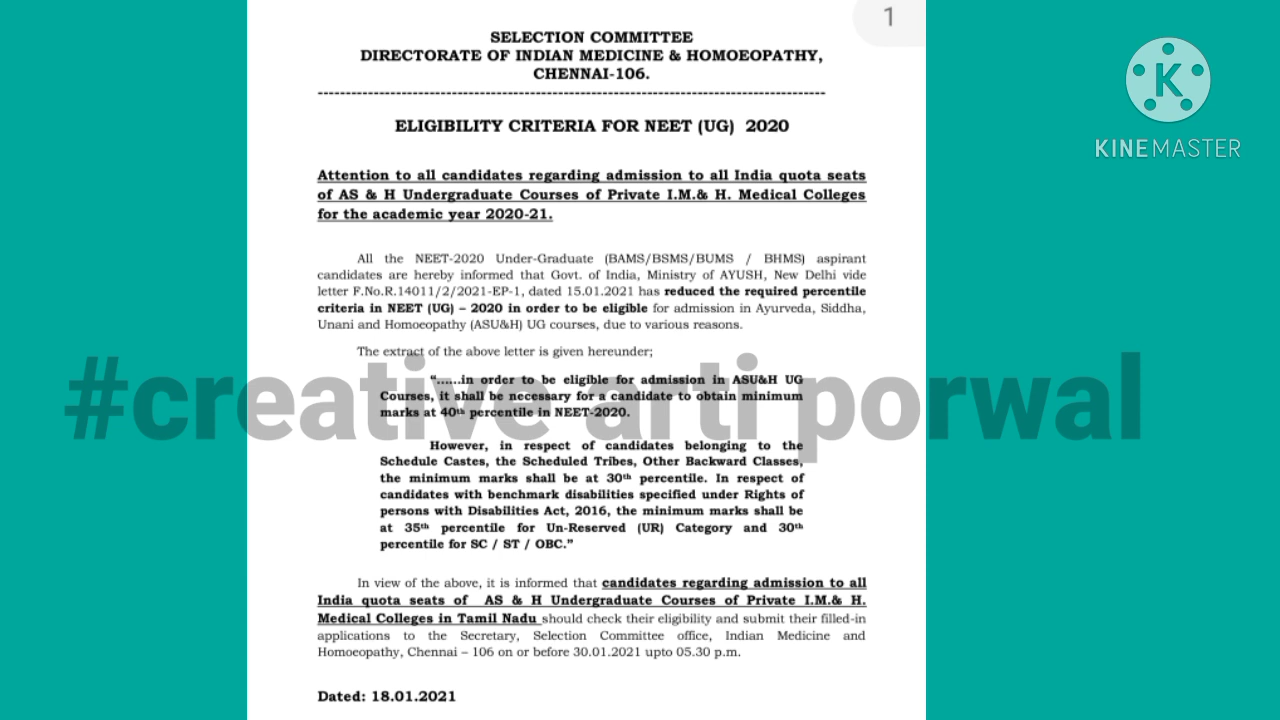 1
SELECTION COMMITTEE
DIRECTORATE OF INDIAN MEDICINE & HOMOEOPATHY,
CHENNAI-106.
ELIGIBILITY CRITERIA FOR NEET (UG) 2020
Attention to all candidates regarding admission to all India quota seats
of AS & H Undergraduate Courses of Private I.M.& H. Medical Colleges
for the academic year 2020-21.
All the NEET-2020 Under-Graduate (BAMS/BSMS/BUMS / BHMS) aspirant
candidates are hereby informed that Govt. of India, Ministry of AYUSH, New Delhi vide
letter F.No.R.14011/2/2021-EP-1, dated 15.01.2021 has reduced the required percentile
criteria in NEET (UG) – 2020 in order to be eligible for admission in Ayurveda, Siddha,
Unani and Homoeopathy (ASU&H) UG courses, due to various reasons.
The extract of the above letter is given hereunder;
“......in order to be eligible for admission in ASU&H UG
Courses, it shall be necessary for a candidate to obtain minimum
marks at 40th percentile in NEET-2020.
However, in respect of candidates belonging to the
Schedule Castes, the Scheduled Tribes, Other Backward Classes,
the minimum marks shall be at 30th percentile. In respect of
candidates with benchmark disabilities specified under Rights of
persons with Disabilities Act, 2016, the minimum marks shall be
at 35th percentile for Un-Reserved (UR) Category and 30th
percentile for SC / ST / OBC.”
In view of the above, it is informed that candidates regarding admission to all
India quota seats of AS & H Undergraduate Courses of Private I.M.& H.
Medical Colleges in Tamil Nadu should check their eligibility and submit their filled-in
applications to the Secretary, Selection Committee office, Indian Medicine and
Homoeopathy, Chennai – 106 on or before 30.01.2021 upto 05.30 p.m.
Dated: 18.01.2021
#creative arti porwal
K
KINEMASTER